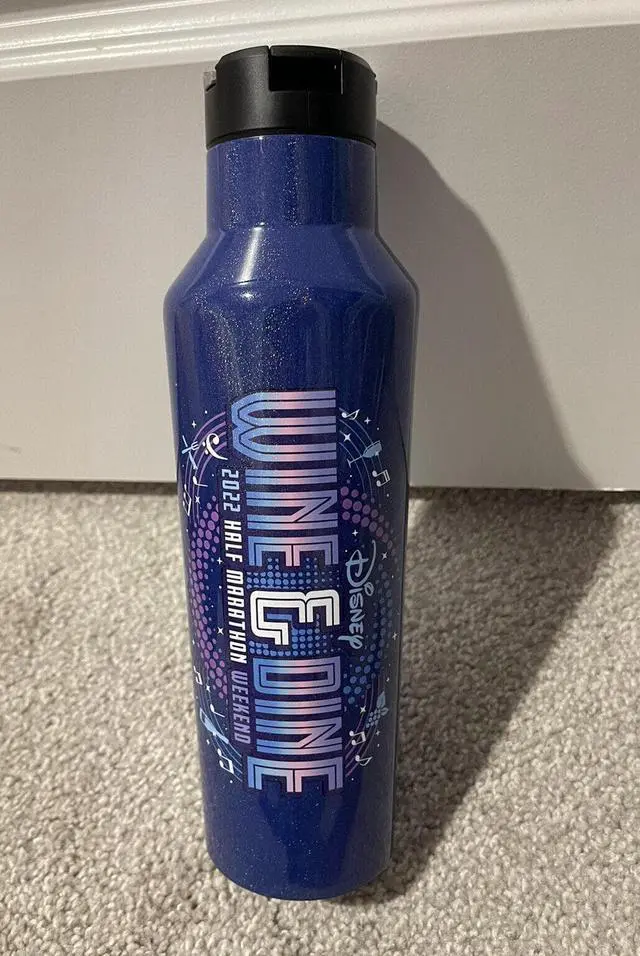 Disney
WINE & DINE
2022 HALF MARATHON WEEKEND